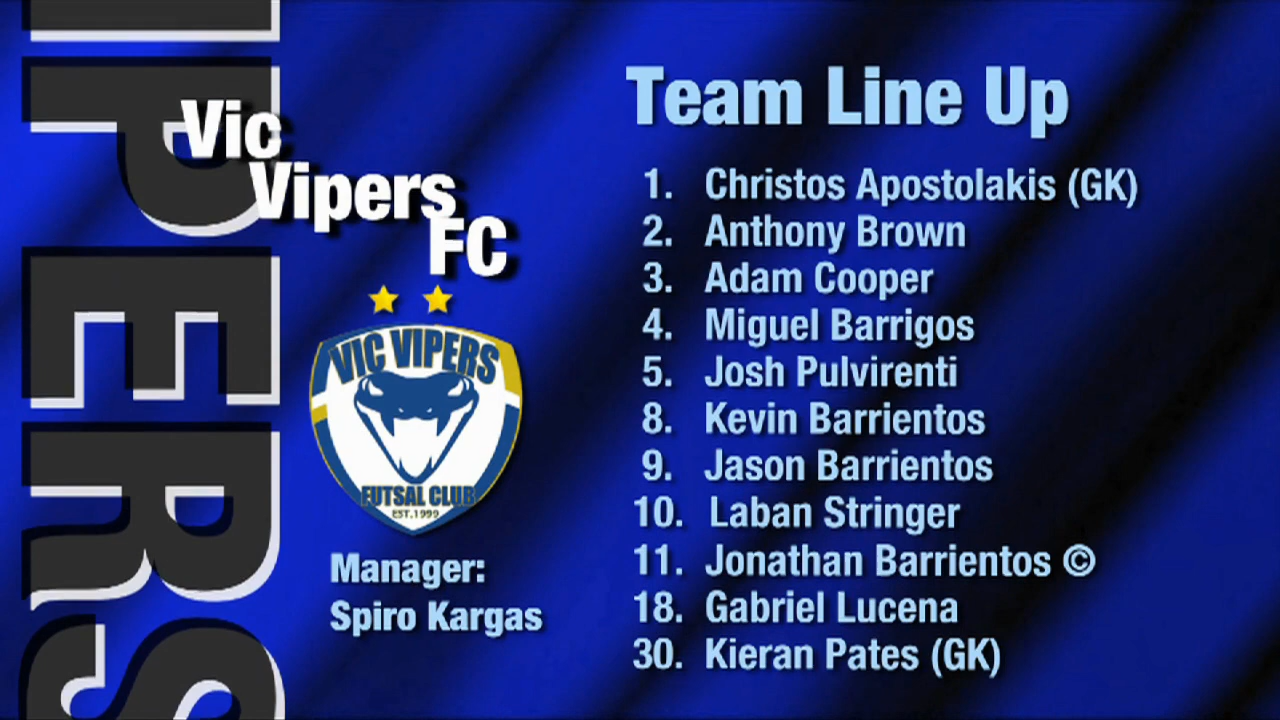 IPERS
Vic
Vipers
FC
VIC VIPERS
FUTSAL CLUB
EST.1999
Manager:
Spiro Kargas
Team Line Up
1. Christos Apostolakis (GK)
2. Anthony Brown
3. Adam Cooper
4. Miguel Barrigos
5. Josh Pulvirenti
8. Kevin Barrientos
9. Jason Barrientos
10. Laban Stringer
11. Jonathan Barrientos ©
18. Gabriel Lucena
30. Kieran Pates (GK)